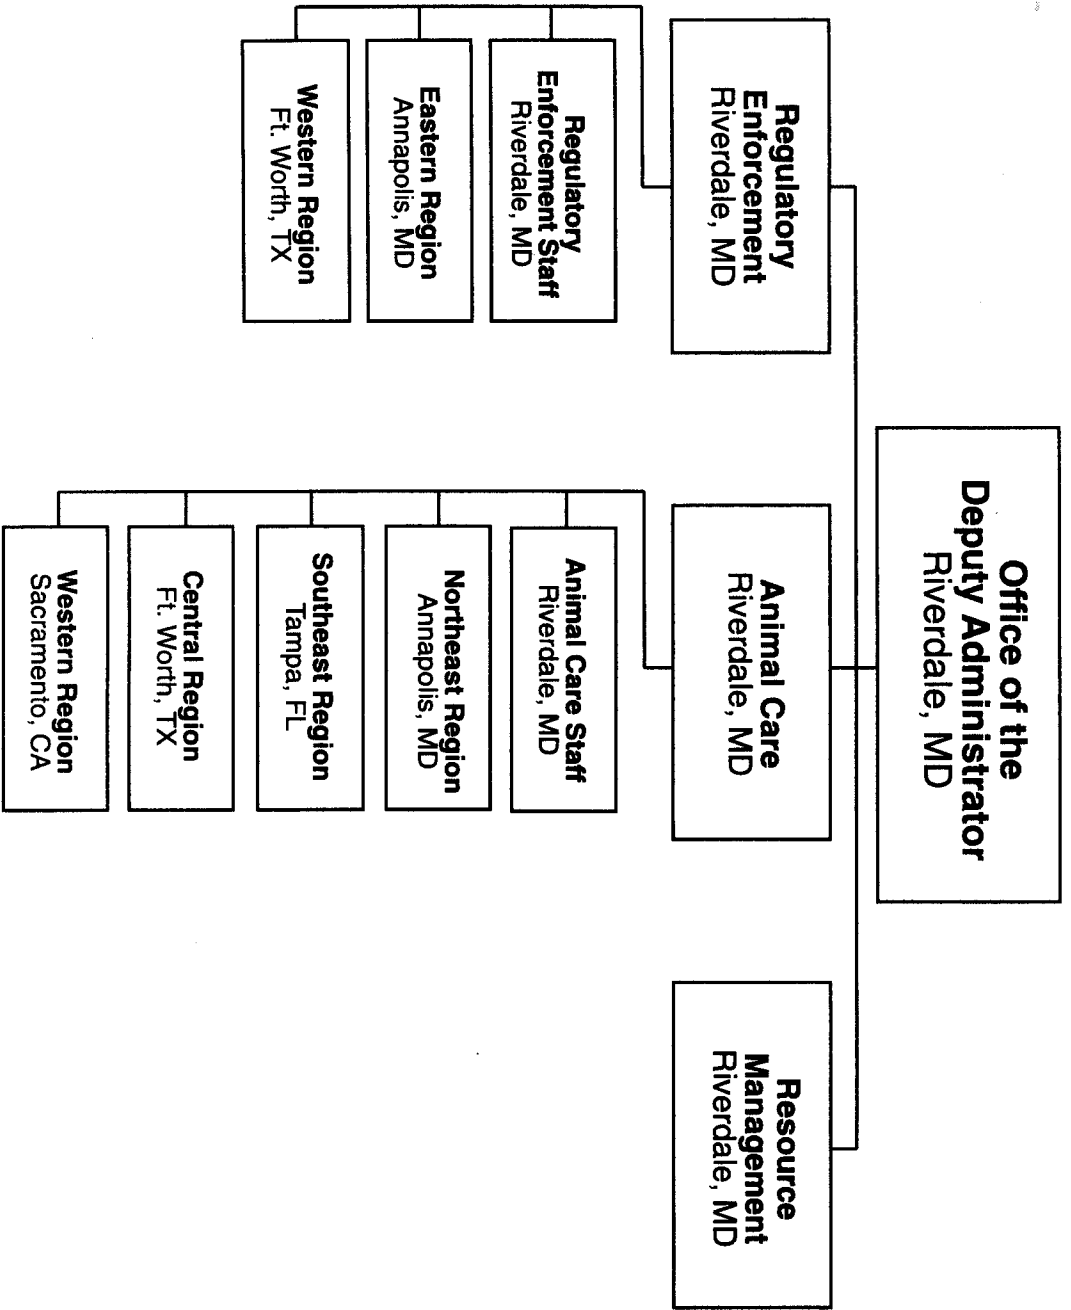 Office of the
Deputy Administrator
Riverdale, MD
Regulatory
Enforcement
Riverdale, MD
Regulatory
Enforcement Staff
Riverdale, MD
Eastern Region
Annapolis, MD
Western Region
Ft. Worth, TX
Animal Care
Riverdale, MD
Animal Care Staff
Riverdale, MD
Northeast Region
Annapolis, MD
Southeast Region
Tampa, FL
Central Region
Ft. Worth, TX
Western Region
Sacramento, CA
Resource
Management
Riverdale, MD